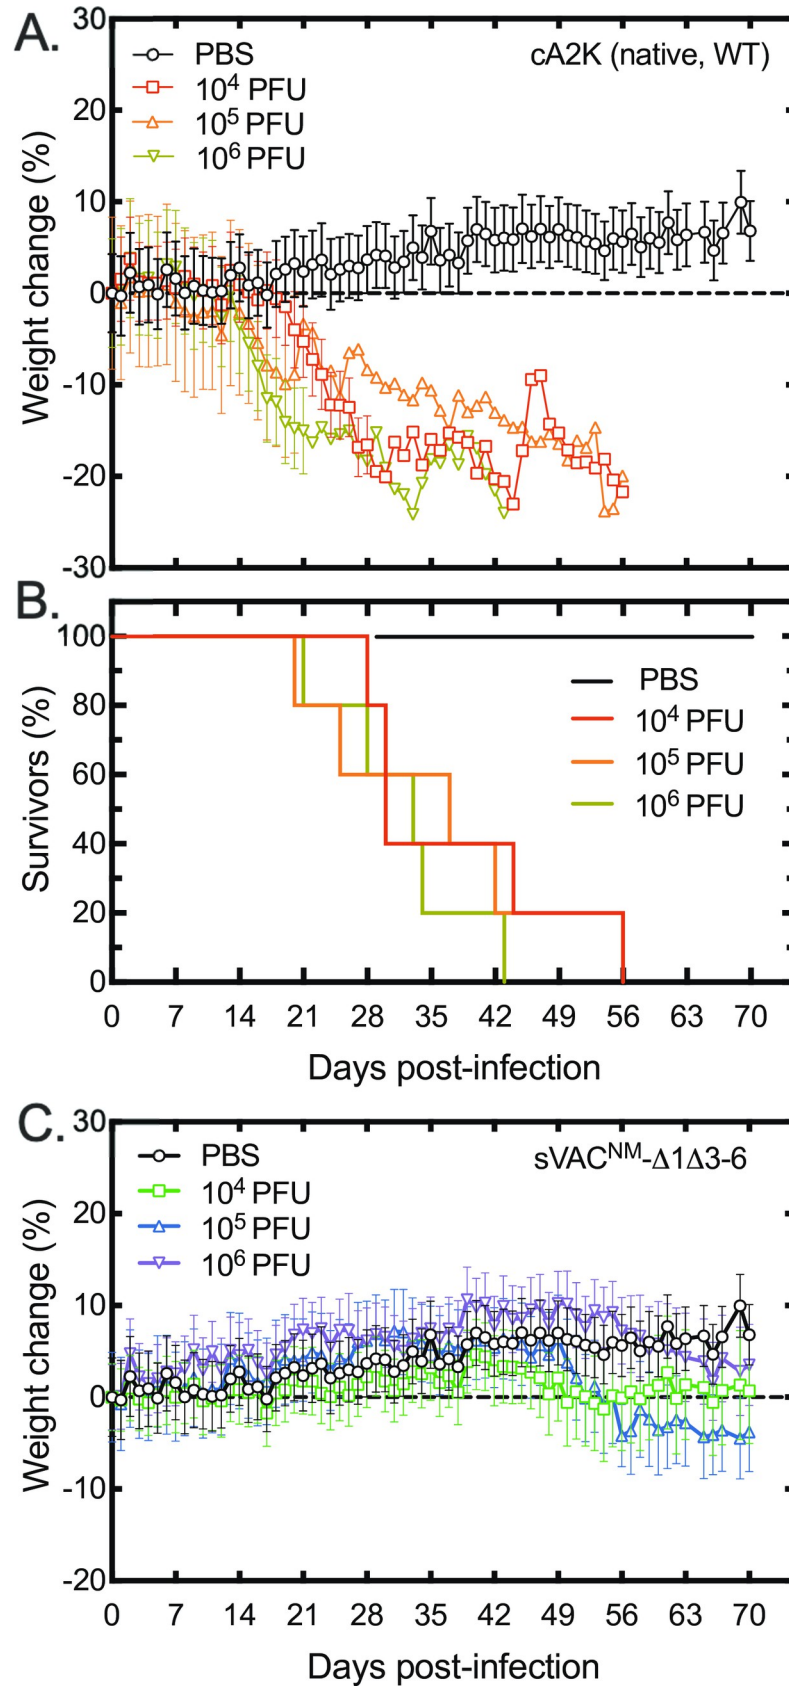 A.
30
20
10
0
-10
-20
-30
Weight change (%)
PBS
10⁴ PFU
10⁵ PFU
10⁶ PFU
cA2K (native, WT)
B.
100
80
60
40
20
0
Survivors (%)
PBS
10⁴ PFU
10⁵ PFU
10⁶ PFU
0 7 14 21 28 35 42 49 56 63 70
Days post-infection
C.
30
20
10
0
-10
-20
Weight change (%)
PBS
10⁴ PFU
10⁵ PFU
10⁶ PFU
sVACᴺᴹ-Δ1Δ3-6
0 7 14 21 28 35 42 49 56 63 70
Days post-infection